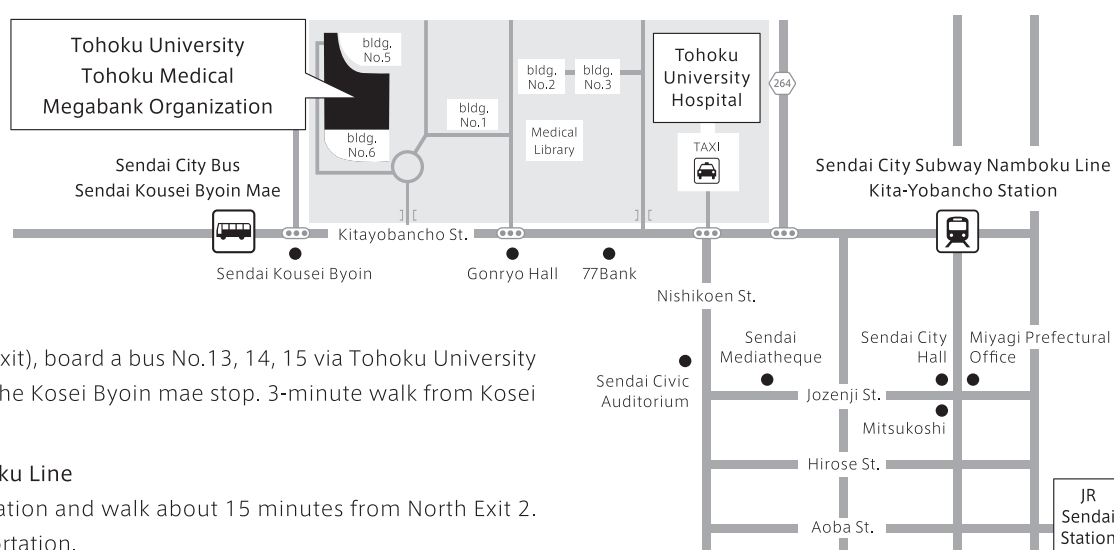 Tohoku University
Tohoku Medical
Megabank Organization
bldg.
No.5
bldg.
No.6
bldg.
No.1
bldg.
No.2
bldg.
No.3
Medical
Library
Tohoku
University
Hospital
TAXI
264
Sendai City Bus
Sendai Kousei Byoin Mae
Sendai City Subway Namboku Line
Kita-Yobancho Station
Kitayobancho St.
Sendai Kousei Byoin
Gonryo Hall
77Bank
Nishikoen St.
Sendai Civic
Auditorium
Sendai
Mediatheque
Sendai City
Hall
Miyagi Prefectural
Office
Jozenji St.
Mitsukoshi
Hirose St.
Aoba St.
JR
Sendai
Station
xit), board a bus No.13, 14, 15 via Tohoku University
he Kosei Byoin mae stop. 3-minute walk from Kosei
ku Line
ation and walk about 15 minutes from North Exit 2.
ortation.